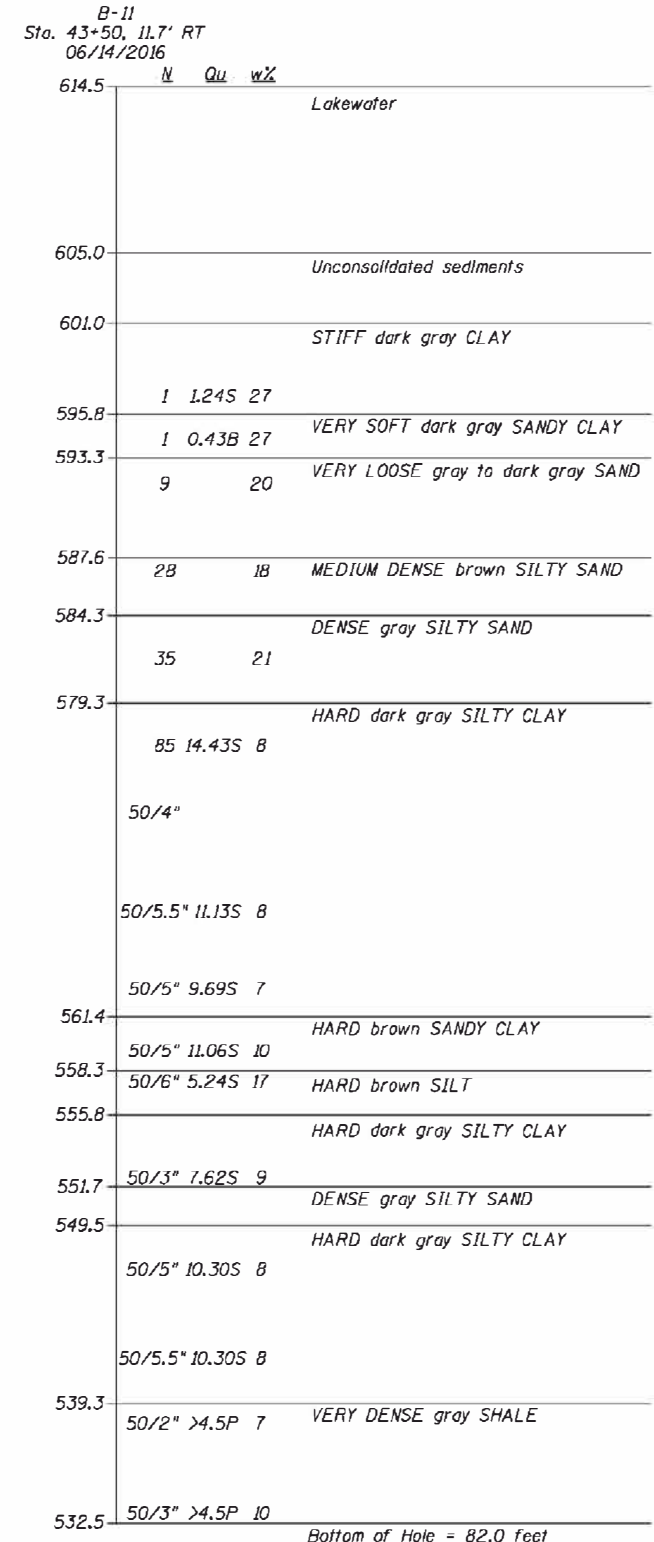 B-11
Sta. 43+50, 11.7' RT
06/14/2016
N Qu w%
614.5
Lakewater
605.0
Unconsolidated sediments
601.0
STIFF dark gray CLAY
1 1.24S 27
595.8
VERY SOFT dark gray SANDY CLAY
1 0.43B 27
593.3
VERY LOOSE gray to dark gray SAND
9 20
587.6
28 18 MEDIUM DENSE brown SILTY SAND
584.3
DENSE gray SILTY SAND
35 21
579.3
HARD dark gray SILTY CLAY
85 14.43S 8
50/4"
50/5.5" 11.13S 8
50/5" 9.69S 7
561.4
HARD brown SANDY CLAY
50/5" 11.06S 10
558.3
50/6" 5.24S 17 HARD brown SILT
555.8
HARD dark gray SILTY CLAY
50/3" 7.62S 9
551.7
DENSE gray SILTY SAND
549.5
HARD dark gray SILTY CLAY
50/5" 10.30S 8
50/5.5" 10.30S 8
539.3
50/2" >4.5P 7 VERY DENSE gray SHALE
50/3" >4.5P 10
532.5
Bottom of Hole = 82.0 feet